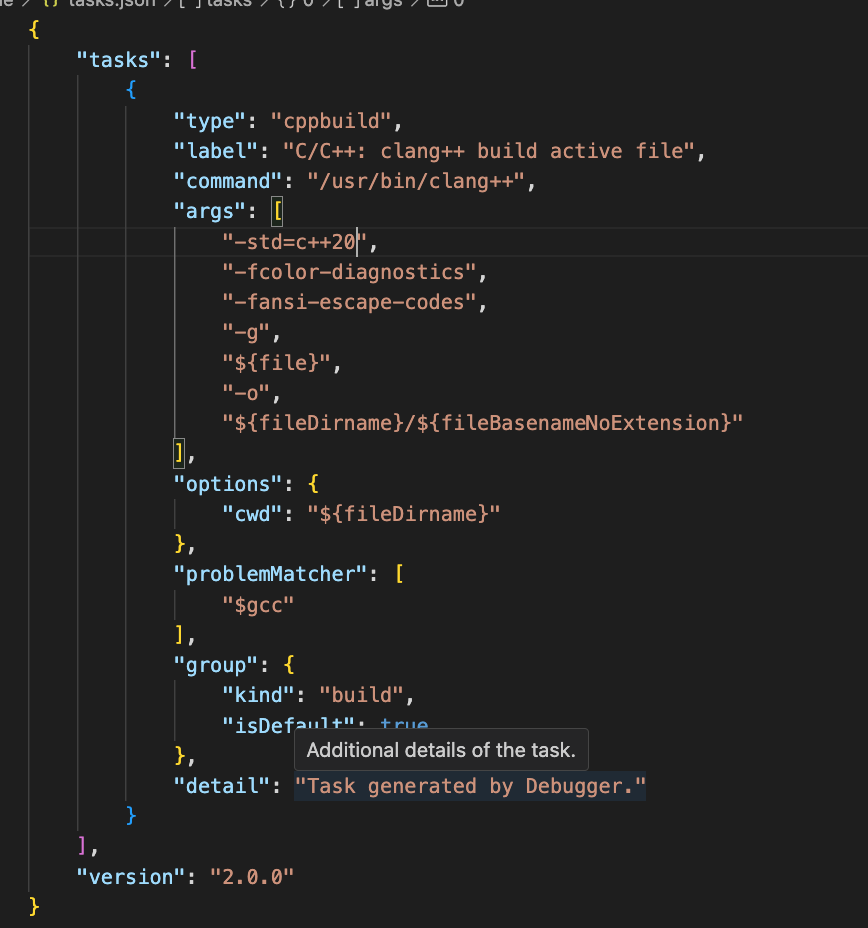 tasks.json > [ ] tasks > { } 0 > [ ] args > 0
{
"tasks": [
{
"type": "cppbuild",
"label": "C/C++: clang++ build active file",
"command": "/usr/bin/clang++",
"args": [
"-std=c++20",
"-fcolor-diagnostics",
"-fansi-escape-codes",
"-g",
"${file}",
"-o",
"${fileDirname}/${fileBasenameNoExtension}"
],
"options": {
"cwd": "${fileDirname}"
},
"problemMatcher": [
"$gcc"
],
"group": {
"kind": "build",
"isDefault": true
Additional details of the task.
},
"detail": "Task generated by Debugger."
}
],
"version": "2.0.0"
}